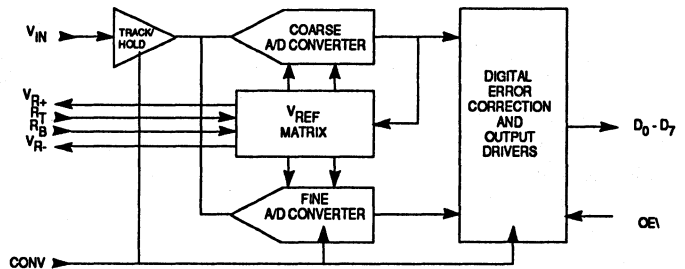 V_IN
TRACK/
HOLD
COARSE
A/D CONVERTER
V_R+
R_T
R_B
V_R-
V_REF
MATRIX
DIGITAL
ERROR
CORRECTION
AND
OUTPUT
DRIVERS
D_0 - D_7
FINE
A/D CONVERTER
OE\
CONV